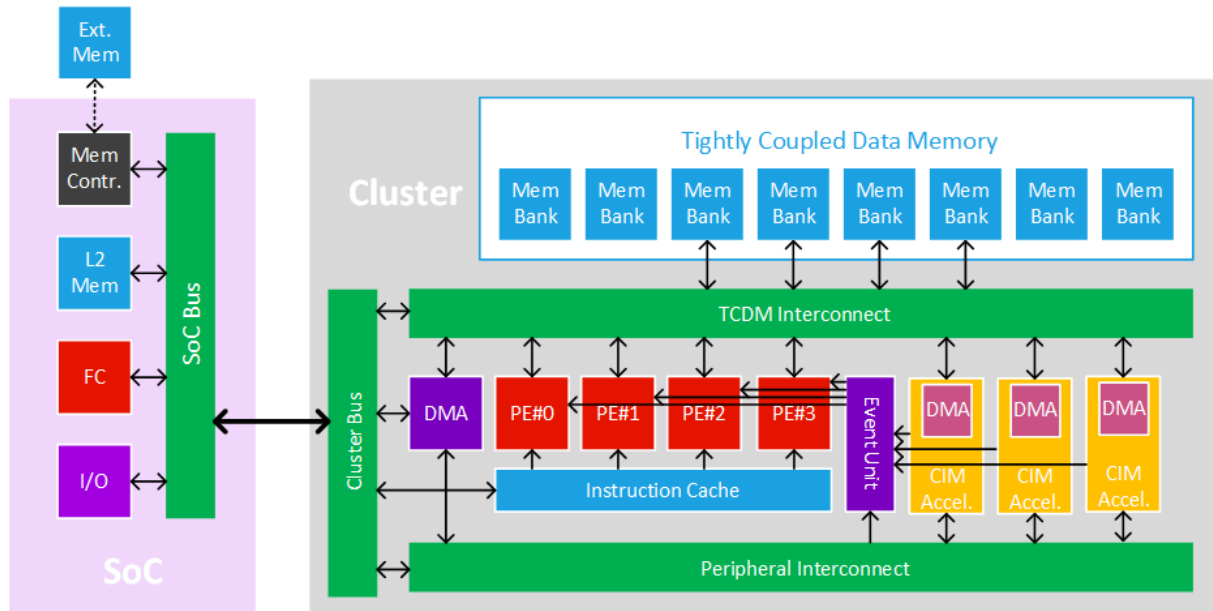 Ext.
Mem
Mem
Contr.
L2
Mem
FC
I/O
SoC Bus
SoC
Cluster
Tightly Coupled Data Memory
Mem
Bank
Mem
Bank
Mem
Bank
Mem
Bank
Mem
Bank
Mem
Bank
Mem
Bank
Mem
Bank
Cluster Bus
TCDM Interconnect
DMA
PE#0
PE#1
PE#2
PE#3
Event Unit
DMA
CIM
Accel.
DMA
CIM
Accel.
DMA
CIM
Accel.
Instruction Cache
Peripheral Interconnect